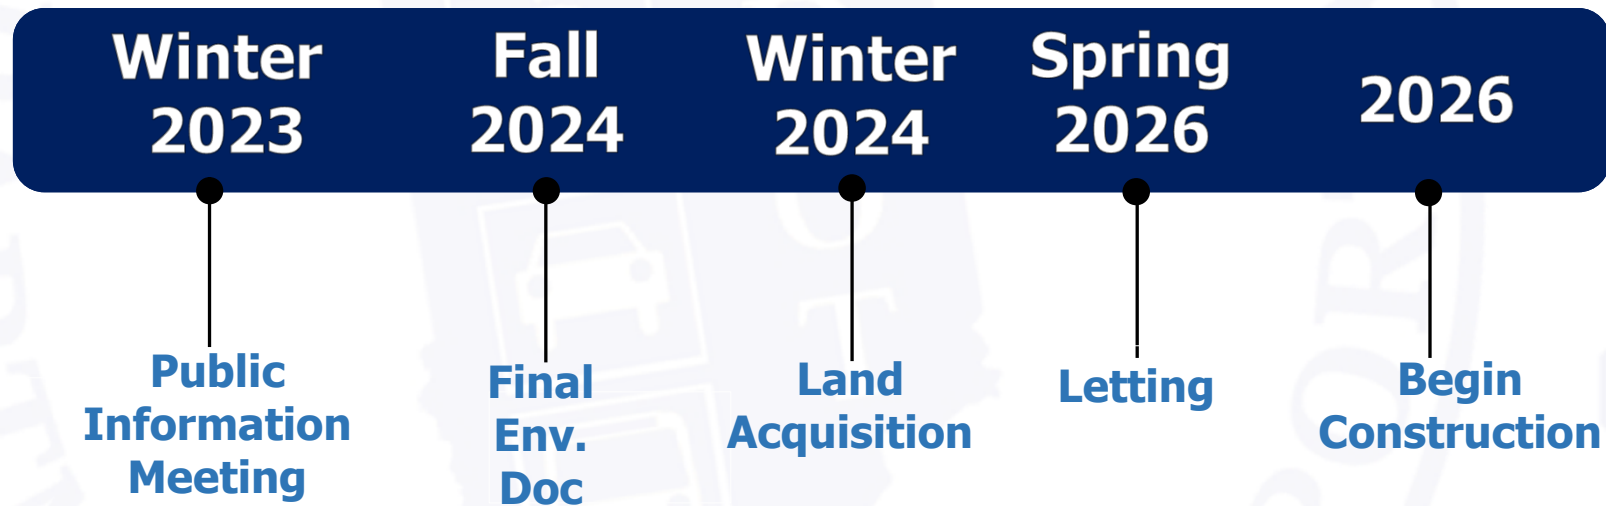 Winter
2023
Fall
2024
Winter
2024
Spring
2026
2026
Public
Information
Meeting
Final
Env.
Doc
Land
Acquisition
Letting
Begin
Construction